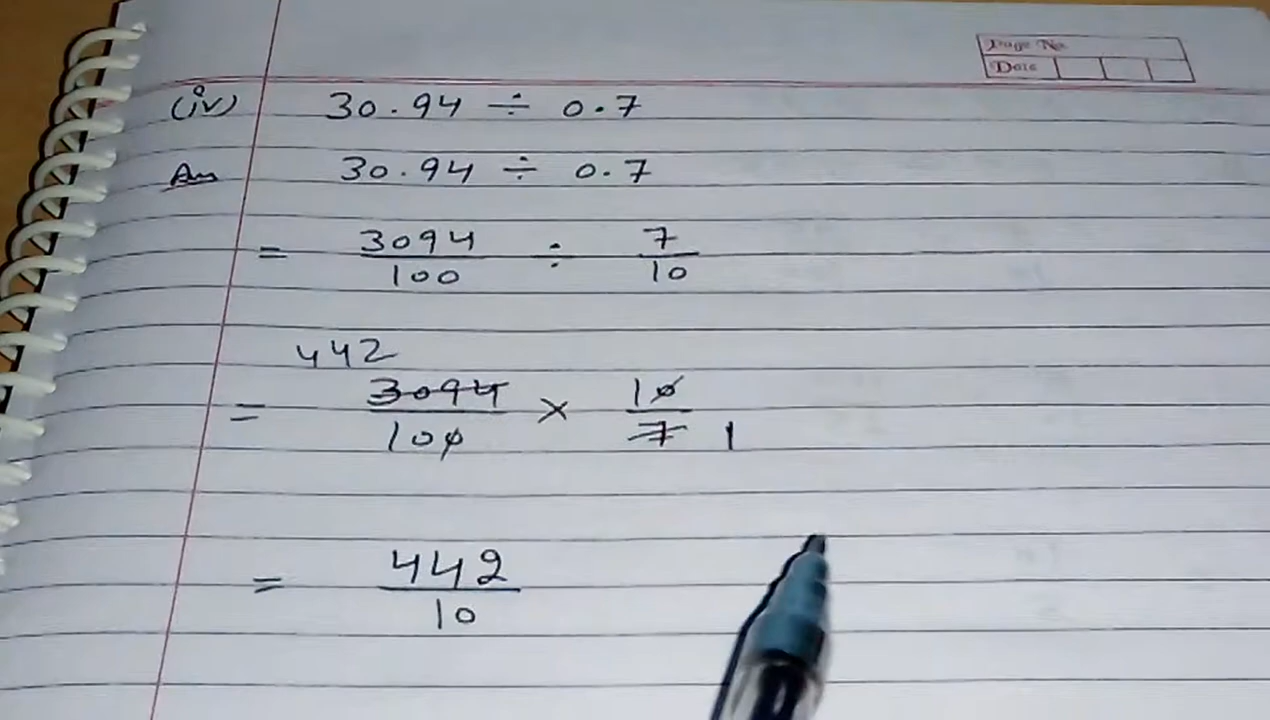 Page No.
Date
(iv) 30.94 ÷ 0.7
Ans 30.94 ÷ 0.7
= 3094/100 ÷ 7/10
442
= 3094/100 × 10/7 1
= 442/10